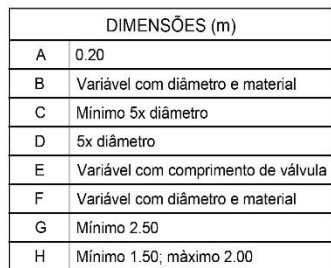 DIMENSÕES (m)
A 0.20
B Variável com diâmetro e material
C Mínimo 5x diâmetro
D 5x diâmetro
E Variável com comprimento de válvula
F Variável com diâmetro e material
G Mínimo 2.50
H Mínimo 1.50; màximo 2.00